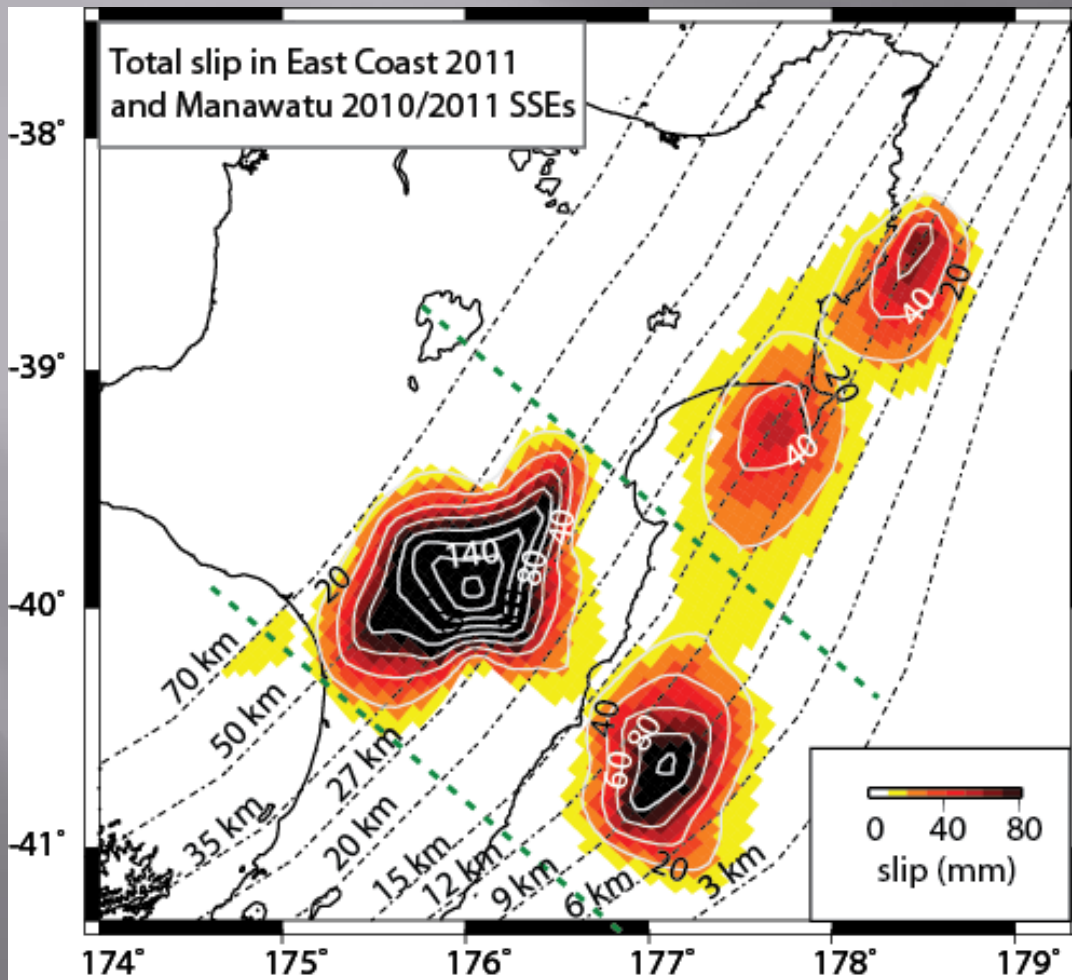 Total slip in East Coast 2011
and Manawatu 2010/2011 SSEs
-38°
-39°
-40°
-41°
20
40
20
40
140
40
80
20
40
80
60
20
70 km
50 km
35 km
27 km
20 km
15 km
12 km
9 km
6 km
3 km
0 40 80
slip (mm)
174° 175° 176° 177° 178° 179°